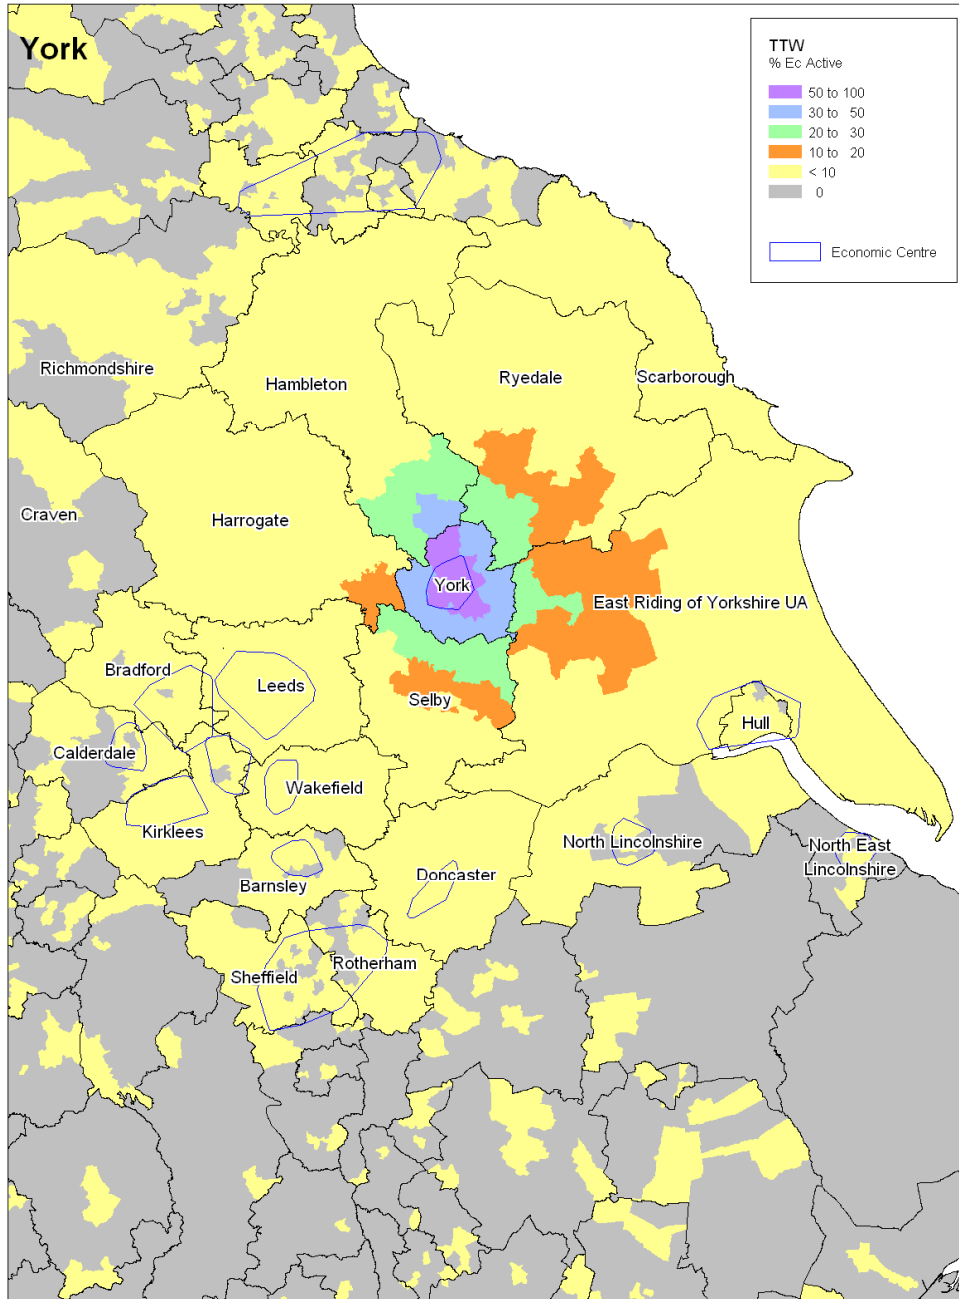 York
TTW
% Ec Active
50 to 100
30 to 50
20 to 30
10 to 20
< 10
0
Economic Centre
Richmondshire
Hambleton
Ryedale
Scarborough
Craven
Harrogate
York
East Riding of Yorkshire UA
Bradford
Leeds
Selby
Hull
Calderdale
Wakefield
Kirklees
North Lincolnshire
North East
Lincolnshire
Barnsley
Doncaster
Sheffield
Rotherham